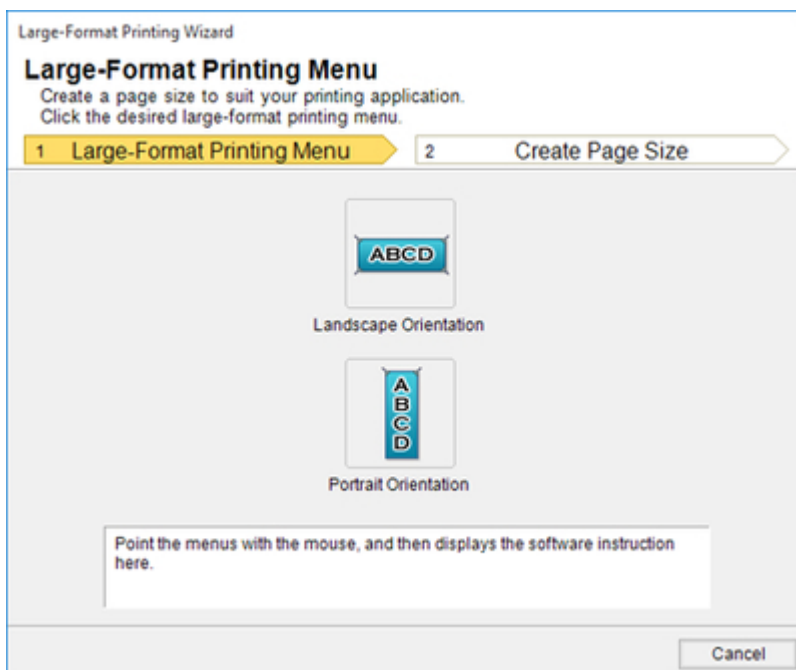 Large-Format Printing Wizard
Large-Format Printing Menu
Create a page size to suit your printing application.
Click the desired large-format printing menu.
1 Large-Format Printing Menu
2 Create Page Size
ABCD
Landscape Orientation
A
B
C
D
Portrait Orientation
Point the menus with the mouse, and then displays the software instruction
here.
Cancel